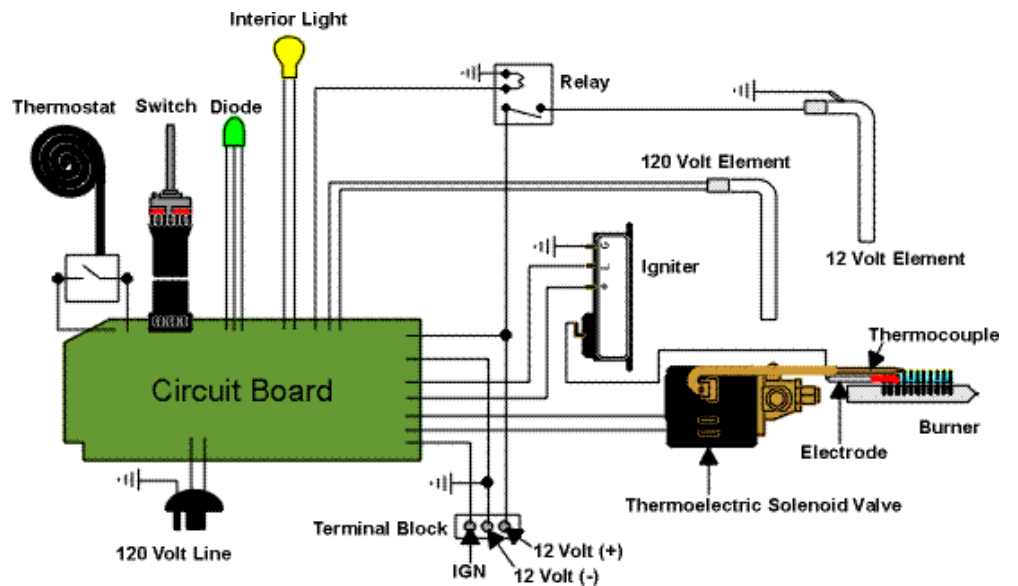 Interior Light
Relay
Thermostat
Switch
Diode
120 Volt Element
12 Volt Element
G
L
+
Igniter
Thermocouple
Circuit Board
Burner
Electrode
Thermoelectric Solenoid Valve
Terminal Block
12 Volt (+)
120 Volt Line
IGN
12 Volt (-)